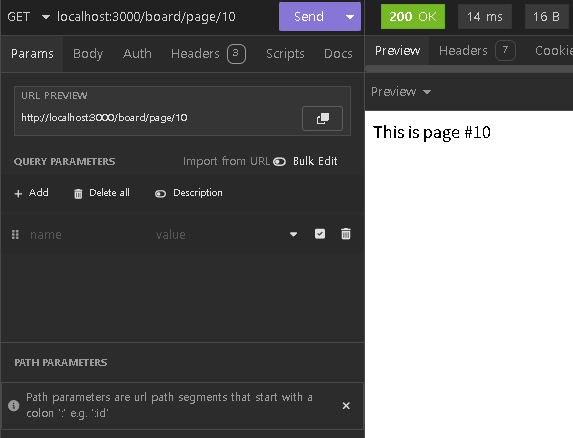 GET localhost:3000/board/page/10 Send 200 OK 14 ms 16 B
Params Body Auth Headers 3 Scripts Docs Preview Headers 7 Cookie
URL PREVIEW
http://localhost:3000/board/page/10
Preview
This is page #10
QUERY PARAMETERS Import from URL Bulk Edit
+ Add Delete all Description
name value
PATH PARAMETERS
Path parameters are url path segments that start with a
colon ':' e.g. ':id'